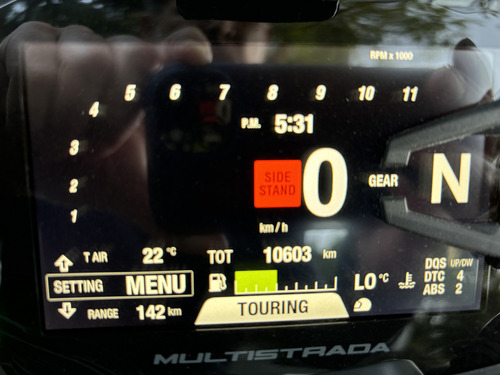 RPM x 1000
5 6 7 8 9 10 11
4
P.M. 5:31
3
2
1
SIDE
STAND
0
GEAR N
km/h
T AIR 22 °C TOT 10603 km
SETTING MENU
RANGE 142 km
LO °C
TOURING
DQS UP/DW
DTC 4
ABS 2
MULTISTRADA